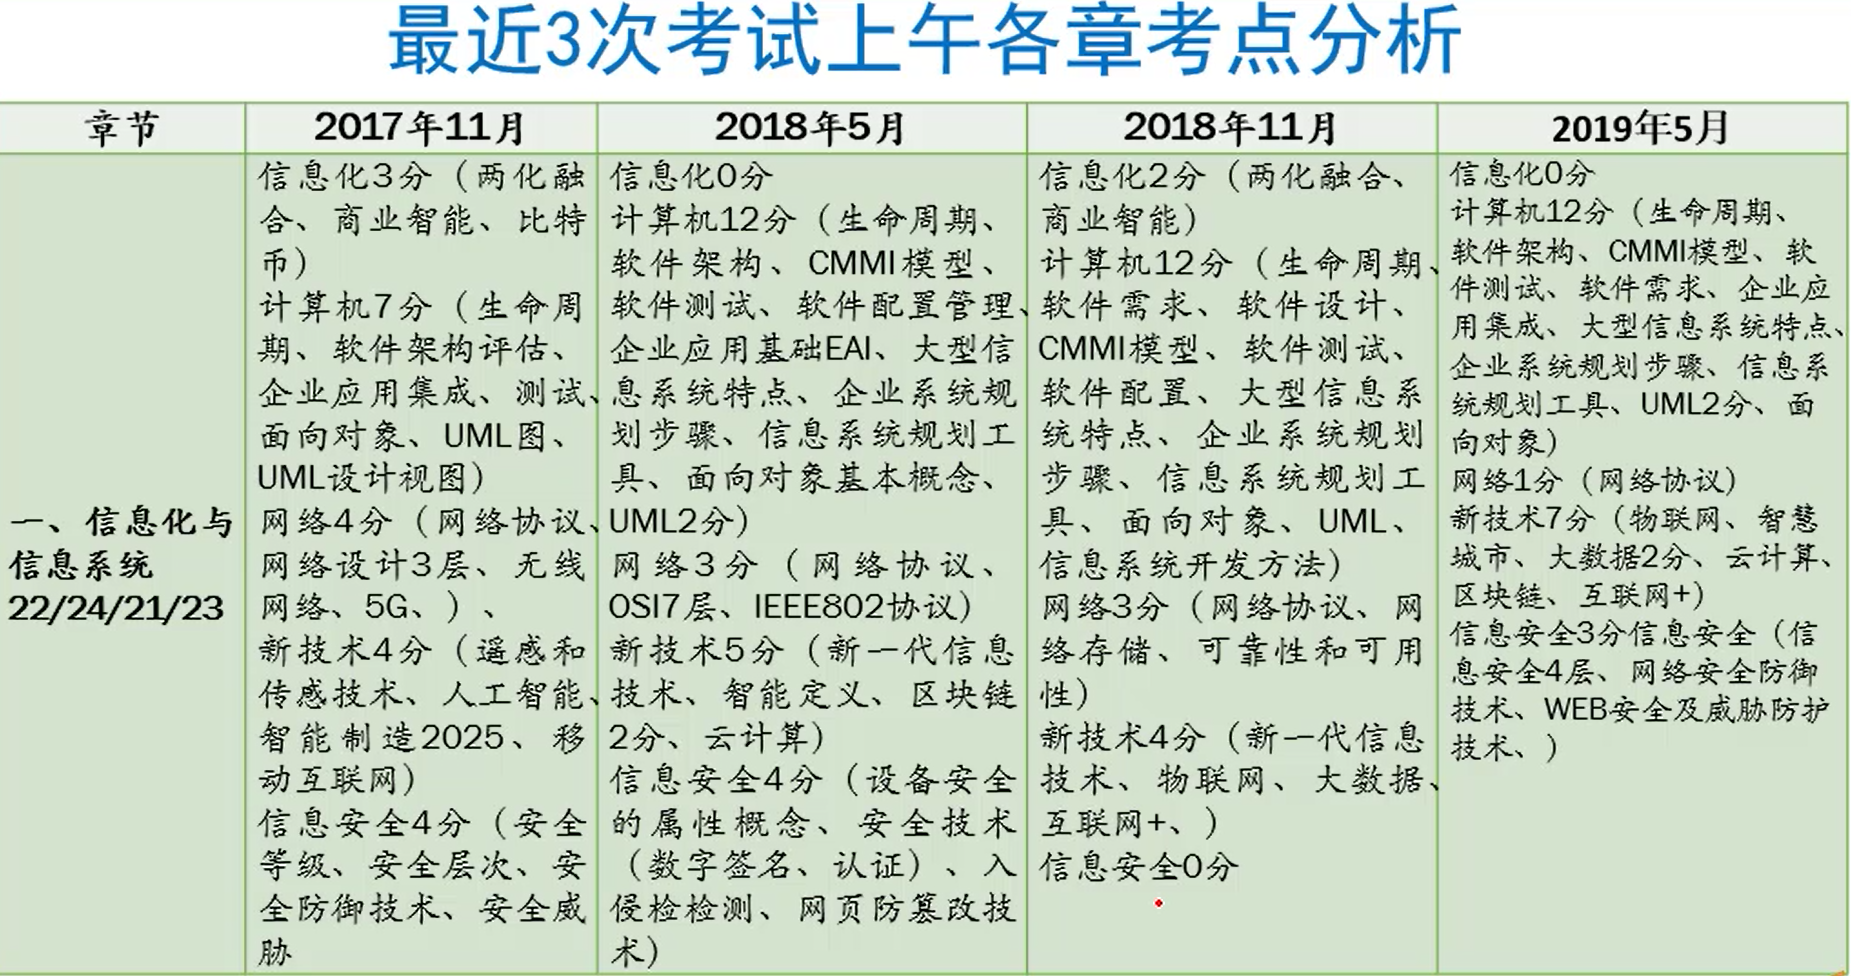 最近3次考试上午各章考点分析
章节
2017年11月
2018年5月
2018年11月
2019年5月
一、信息化与
信息系统
22/24/21/23
信息化3分（两化融
合、商业智能、比特
币）
计算机7分（生命周
期、软件架构评估、
企业应用集成、测试、
面向对象、UML图、
UML设计视图）
网络4分（网络协议、
网络设计3层、无线
网络、5G、）、
新技术4分（遥感和
传感技术、人工智能、
智能制造2025、移
动互联网）
信息安全4分（安全
等级、安全层次、安
全防御技术、安全威
胁
信息化0分
计算机12分（生命周期、
软件架构、CMMI模型、
软件测试、软件配置管理、
企业应用基础EAI、大型信
息系统特点、企业系统规
划步骤、信息系统规划工
具、面向对象基本概念、
UML2分）
网络3分（网络协议、
OSI7层、IEEE802协议）
新技术5分（新一代信息
技术、智能定义、区块链
2分、云计算）
信息安全4分（设备安全
的属性概念、安全技术
（数字签名、认证）、入
侵检检测、网页防篡改技
术）
信息化2分（两化融合、
商业智能）
计算机12分（生命周期、
软件需求、软件设计、
CMMI模型、软件测试、
软件配置、大型信息系
统特点、企业系统规划
步骤、信息系统规划工
具、面向对象、UML、
信息系统开发方法）
网络3分（网络协议、网
络存储、可靠性和可用
性）
新技术4分（新一代信息
技术、物联网、大数据、
互联网+、）
信息安全0分
信息化0分
计算机12分（生命周期、
软件架构、CMMI模型、软
件测试、软件需求、企业应
用集成、大型信息系统特点、
企业系统规划步骤、信息系
统规划工具、UML2分、面
向对象）
网络1分（网络协议）
新技术7分（物联网、智慧
城市、大数据2分、云计算、
区块链、互联网+）
信息安全3分信息安全（信
息安全4层、网络安全防御
技术、WEB安全及威胁防护
技术、）